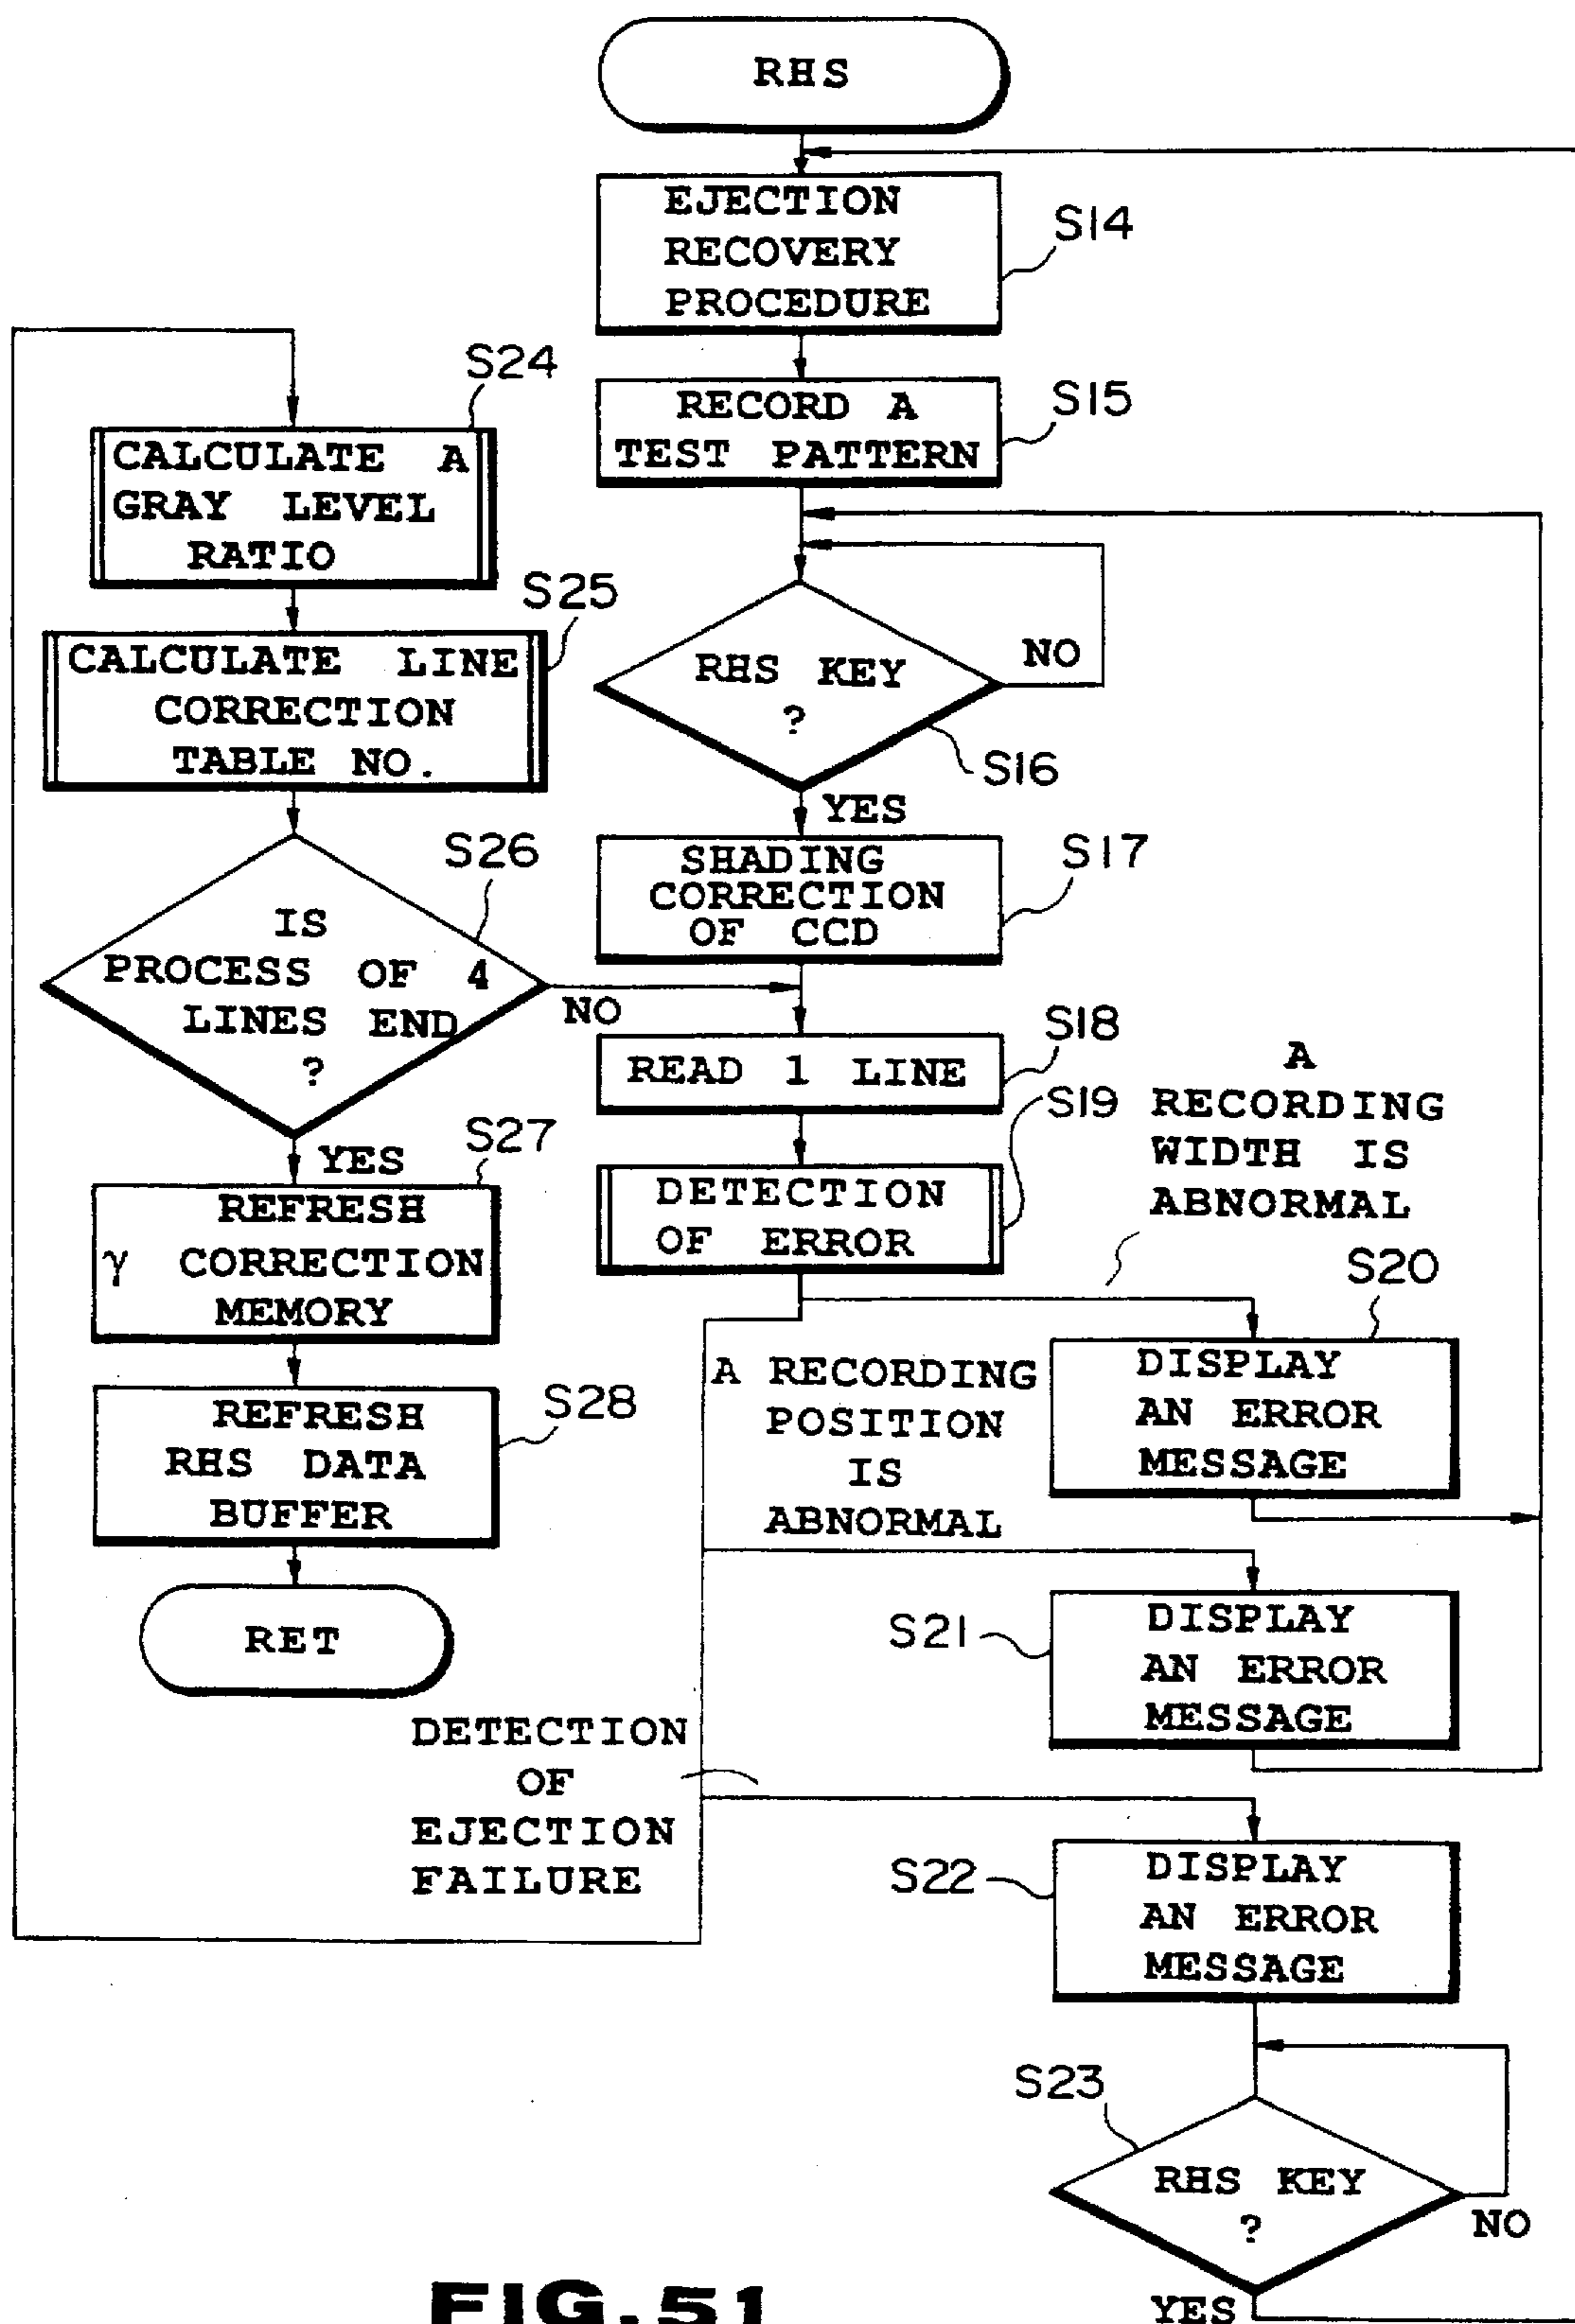 RHS
EJECTION
RECOVERY
PROCEDURE
S14
RECORD A
TEST PATTERN
S15
RHS KEY
?
NO
S16
YES
SHADING
CORRECTION
OF CCD
S17
READ 1 LINE
S18
DETECTION
OF ERROR
S19
A
RECORDING
WIDTH IS
ABNORMAL
S20
DISPLAY
AN ERROR
MESSAGE
A RECORDING
POSITION
IS
ABNORMAL
S21
DISPLAY
AN ERROR
MESSAGE
DETECTION
OF
EJECTION
FAILURE
S22
DISPLAY
AN ERROR
MESSAGE
S23
RHS KEY
?
NO
YES
S24
CALCULATE A
GRAY LEVEL
RATIO
S25
CALCULATE LINE
CORRECTION
TABLE NO.
S26
IS
PROCESS OF 4
LINES END
?
NO
YES
S27
REFRESH
γ CORRECTION
MEMORY
S28
REFRESH
RHS DATA
BUFFER
RET
FIG.51